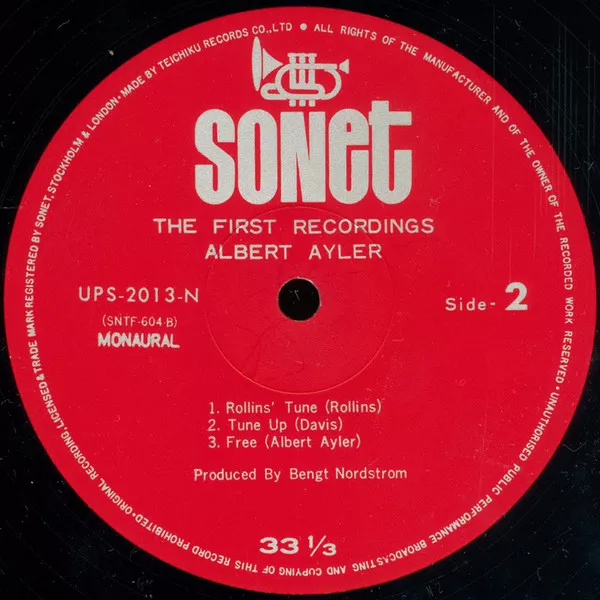 ORIGINAL RECORDING, LICENSED & TRADE MARK REGISTERED BY SONET, STOCKHOLM & LONDON • MADE BY TEICHIKU RECORDS CO., LTD • ALL RIGHTS OF THE MANUFACTURER AND OF THE OWNER OF THE RECORDED WORK RESERVED • UNAUTHORISED PUBLIC PERFORMANCE BROADCASTING AND COPYING OF THIS RECORD PROHIBITED •
SONet
THE FIRST RECORDINGS
ALBERT AYLER
UPS-2013-N
Side- 2
(SNTF-604-B)
MONAURAL
1. Rollins' Tune (Rollins)
2. Tune Up (Davis)
3. Free (Albert Ayler)
Produced By Bengt Nordstrom
33 1/3